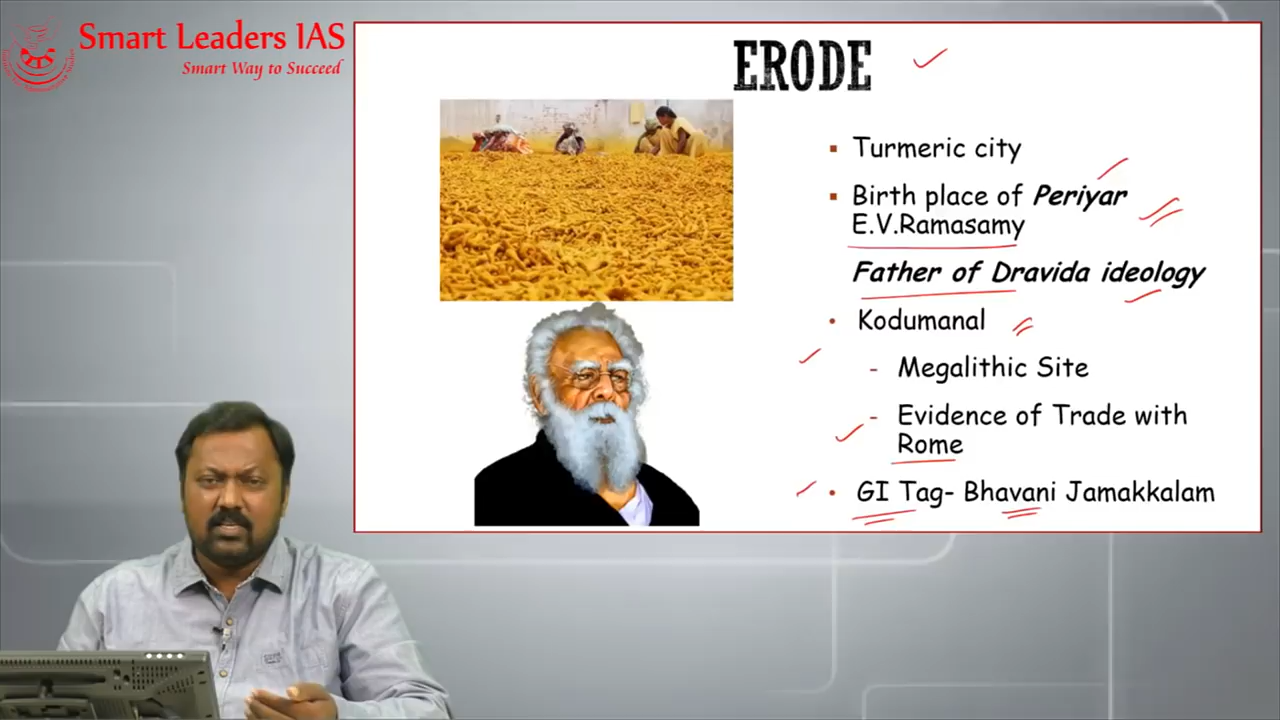 Smart Leaders IAS
Smart Way to Succeed
ERODE
Turmeric city
Birth place of Periyar
E.V.Ramasamy
Father of Dravida ideology
Kodumanal
- Megalithic Site
- Evidence of Trade with
Rome
GI Tag- Bhavani Jamakkalam